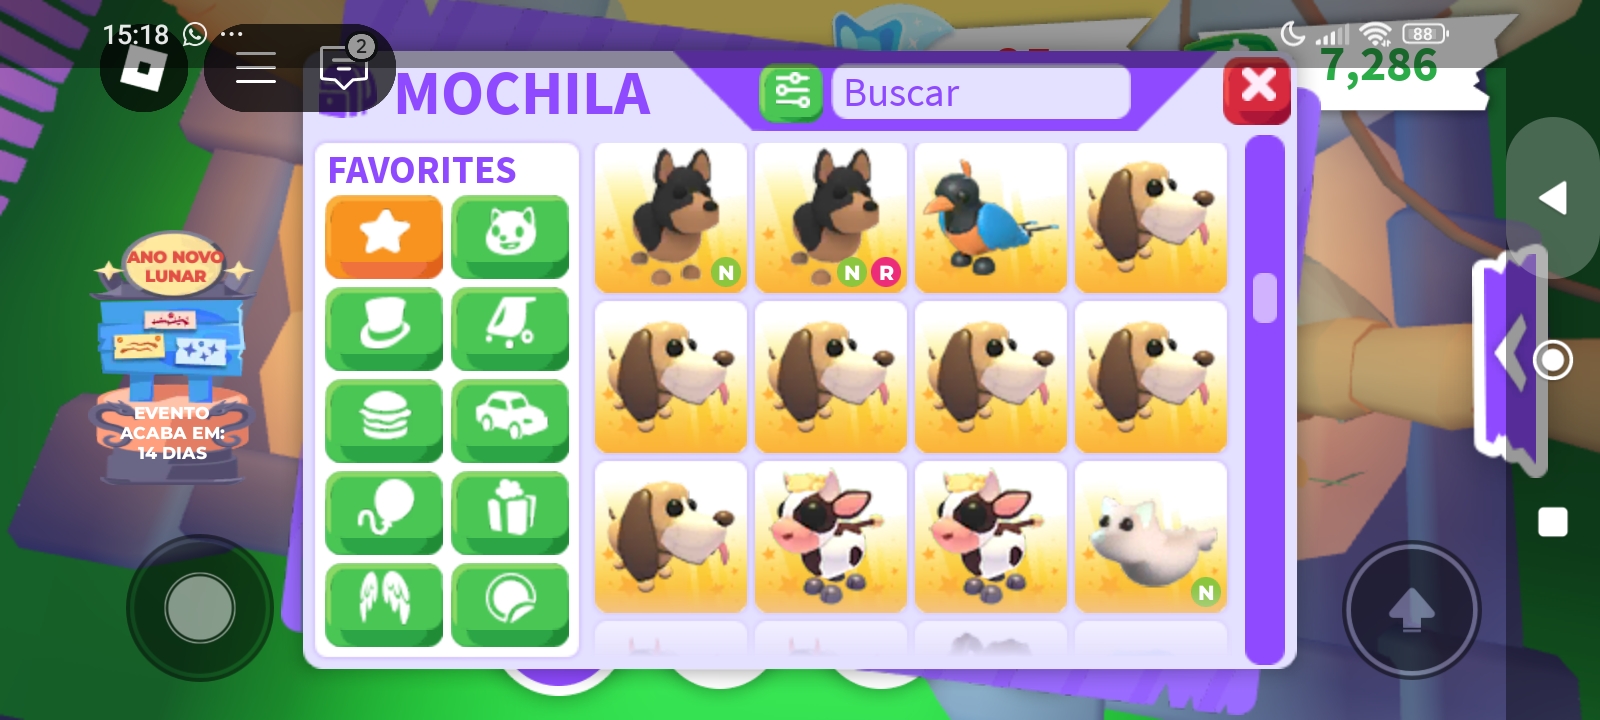 15:18
2
88
7,286
MOCHILA
Buscar
FAVORITES
N
N
R
N
ANO NOVO
LUNAR
EVENTO
ACABA EM:
14 DIAS